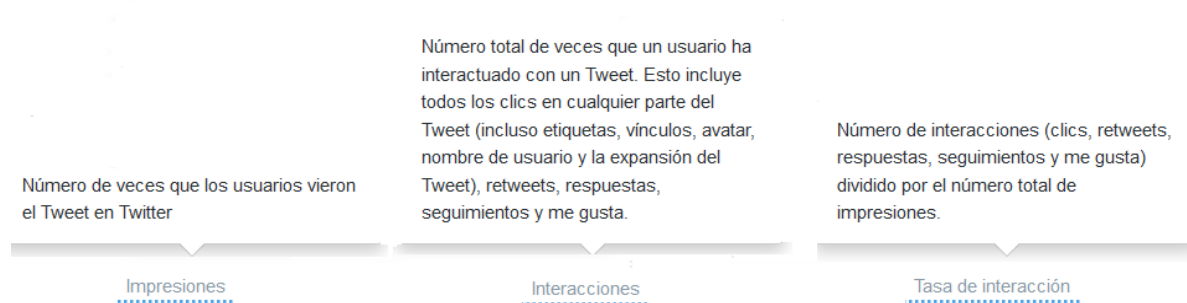 Número de veces que los usuarios vieron
el Tweet en Twitter
Impresiones
Número total de veces que un usuario ha
interactuado con un Tweet. Esto incluye
todos los clics en cualquier parte del
Tweet (incluso etiquetas, vínculos, avatar,
nombre de usuario y la expansión del
Tweet), retweets, respuestas,
seguimientos y me gusta.
Interacciones
Número de interacciones (clics, retweets,
respuestas, seguimientos y me gusta)
dividido por el número total de
impresiones.
Tasa de interacción